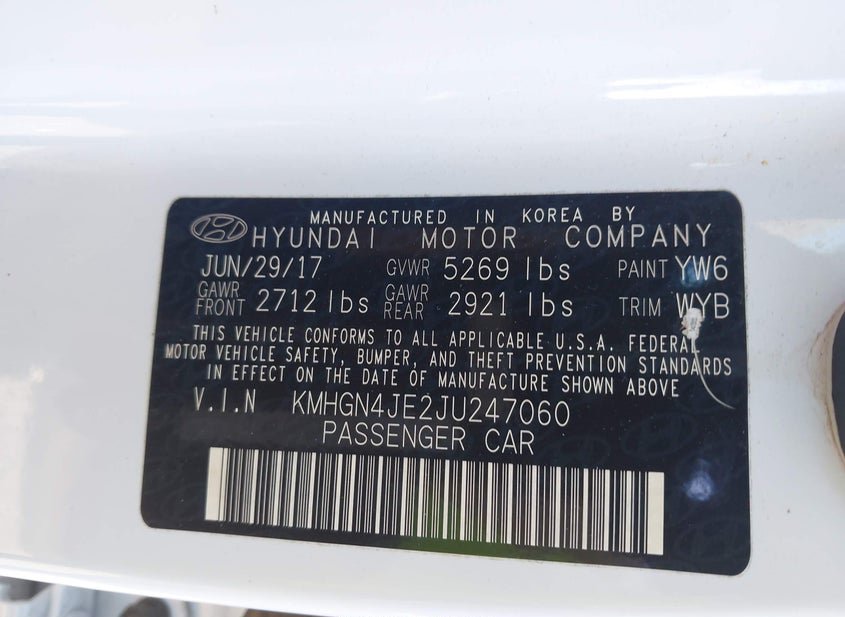 MANUFACTURED IN KOREA BY
HYUNDAI MOTOR COMPANY
JUN/29/17 GVWR 5269 lbs PAINT YW6
GAWR FRONT 2712 lbs GAWR REAR 2921 lbs TRIM WYB
THIS VEHICLE CONFORMS TO ALL APPLICABLE U.S.A. FEDERAL
MOTOR VEHICLE SAFETY, BUMPER, AND THEFT PREVENTION STANDARDS
IN EFFECT ON THE DATE OF MANUFACTURE SHOWN ABOVE
V.I.N KMHGN4JE2JU247060
PASSENGER CAR